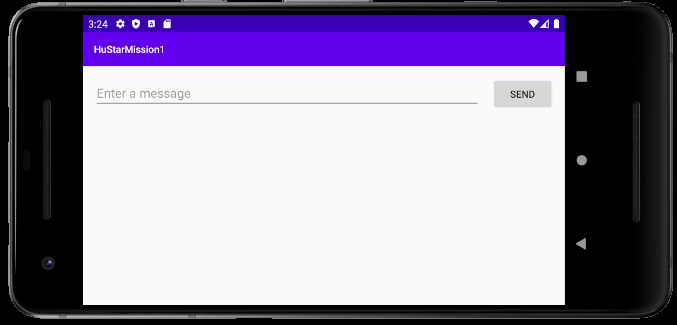 3:24
HuStarMission1
Enter a message
SEND